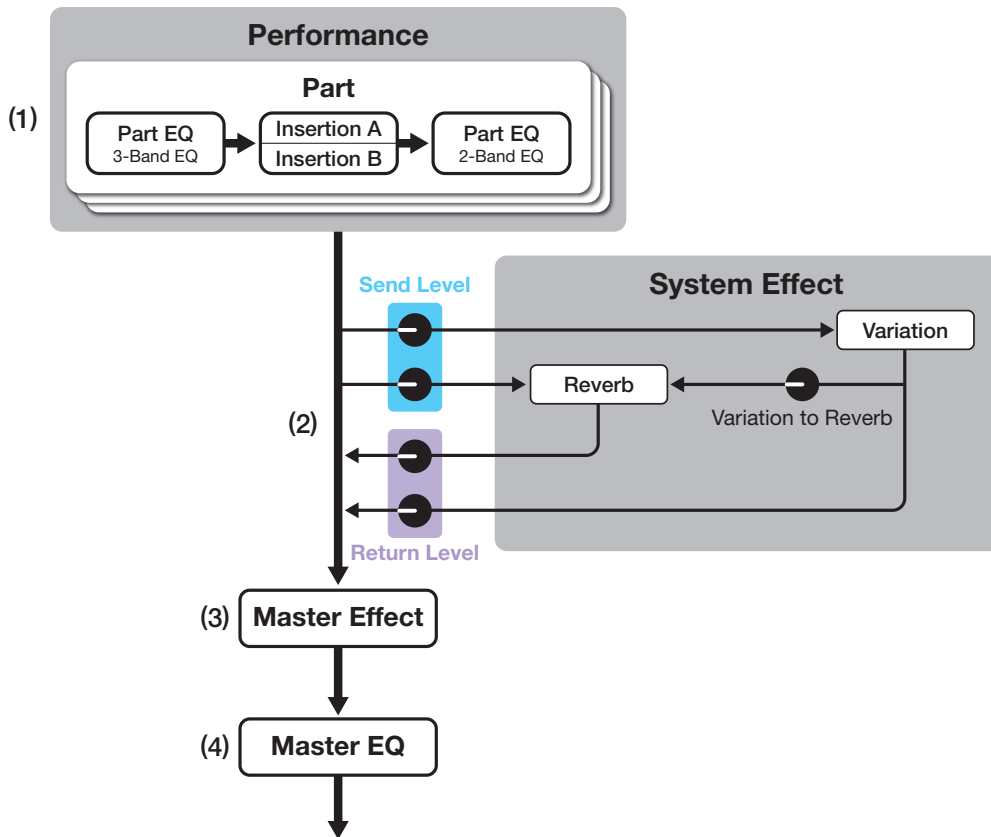 Performance
Part
(1)
Part EQ
3-Band EQ
Insertion A
Insertion B
Part EQ
2-Band EQ
Send Level
System Effect
Variation
Reverb
Variation to Reverb
(2)
Return Level
(3)
Master Effect
(4)
Master EQ